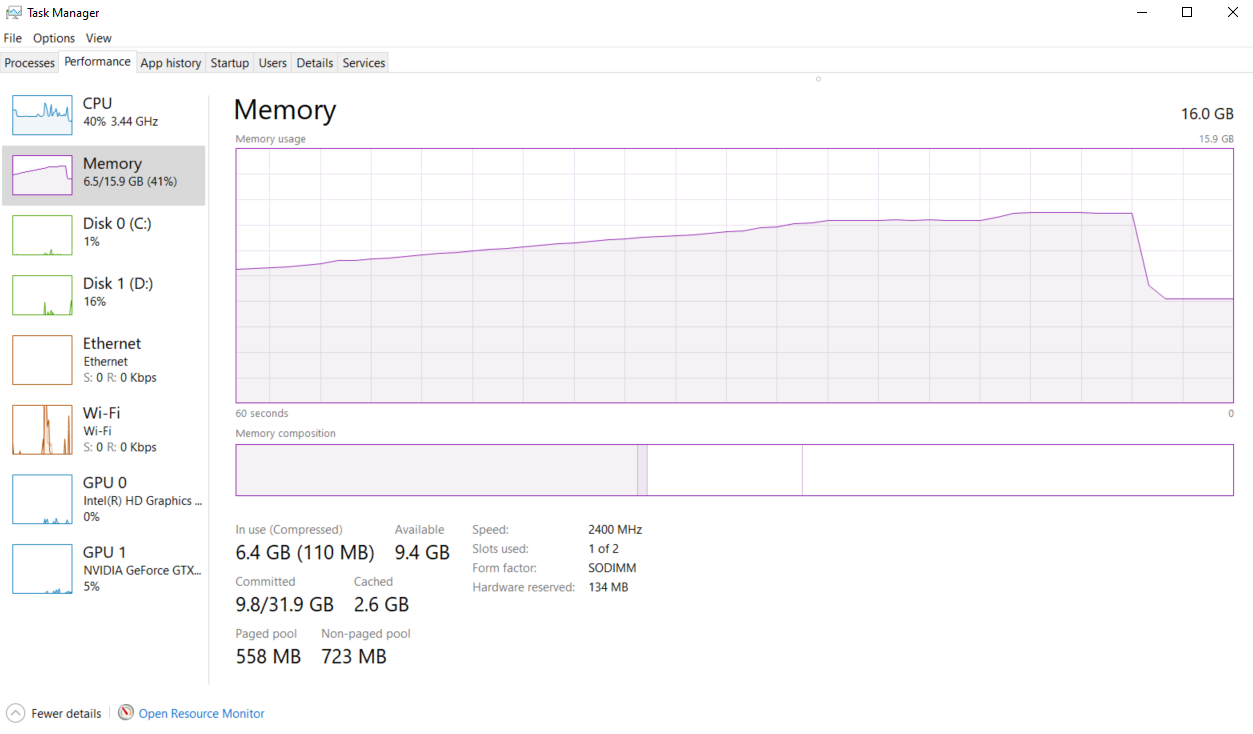 Task Manager
File Options View
Processes Performance App history Startup Users Details Services
CPU
40% 3.44 GHz
Memory
6.5/15.9 GB (41%)
Disk 0 (C:)
1%
Disk 1 (D:)
16%
Ethernet
Ethernet
S: 0 R: 0 Kbps
Wi-Fi
Wi-Fi
S: 0 R: 0 Kbps
GPU 0
Intel(R) HD Graphics ...
0%
GPU 1
NVIDIA GeForce GTX...
5%
Memory 16.0 GB
Memory usage 15.9 GB
60 seconds 0
Memory composition
In use (Compressed) Available
6.4 GB (110 MB) 9.4 GB
Committed Cached
9.8/31.9 GB 2.6 GB
Paged pool Non-paged pool
558 MB 723 MB
Speed: 2400 MHz
Slots used: 1 of 2
Form factor: SODIMM
Hardware reserved: 134 MB
Fewer details Open Resource Monitor